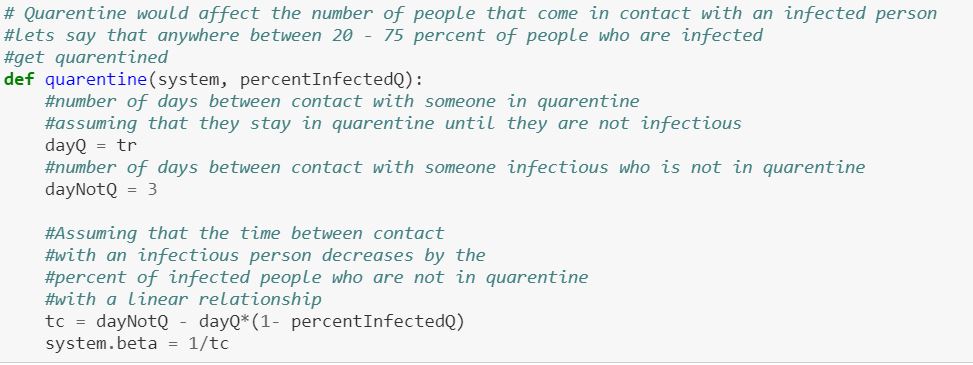 # Quarentine would affect the number of people that come in contact with an infected person
#lets say that anywhere between 20 - 75 percent of people who are infected
#get quarentined
def quarentine(system, percentInfectedQ):
    #number of days between contact with someone in quarentine
    #assuming that they stay in quarentine until they are not infectious
    dayQ = tr
    #number of days between contact with someone infectious who is not in quarentine
    dayNotQ = 3

    #Assuming that the time between contact
    #with an infectious person decreases by the
    #percent of infected people who are not in quarentine
    #with a linear relationship
    tc = dayNotQ - dayQ*(1- percentInfectedQ)
    system.beta = 1/tc